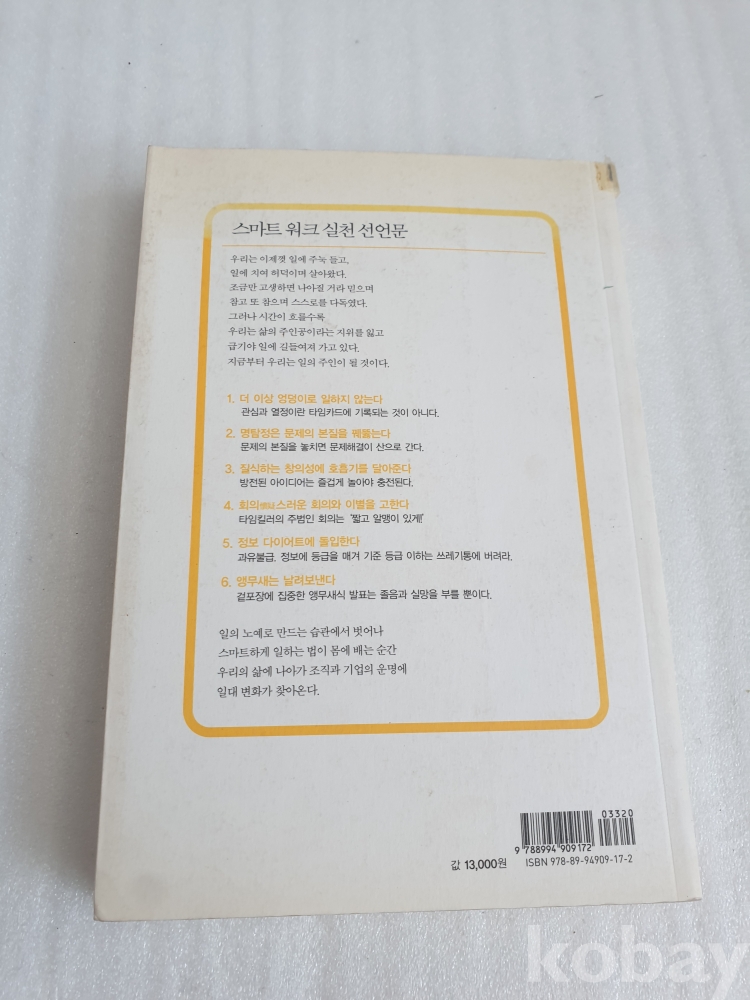 스마트 워크 실천 선언문
우리는 이제껏 일에 주눅 들고,
일에 치여 허덕이며 살아왔다.
조금만 고생하면 나아질 거라 믿으며
참고 또 참으며 스스로를 다독였다.
그러나 시간이 흐를수록
우리는 삶의 주인공이라는 지위를 잃고
급기야 일에 길들여져 가고 있다.
지금부터 우리는 일의 주인이 될 것이다.
1. 더 이상 엉덩이로 일하지 않는다
관심과 열정이란 타임카드에 기록되는 것이 아니다.
2. 명탐정은 문제의 본질을 꿰뚫는다
문제의 본질을 놓치면 문제해결이 산으로 간다.
3. 질식하는 창의성에 호흡기를 달아준다
방전된 아이디어는 즐겁게 놀아야 충전된다.
4. 회의스러운 회의와 이별을 고한다
타임킬러의 주범인 회의는 '짧고 알맹이 있게!'
5. 정보 다이어트에 돌입한다
과유불급. 정보에 등급을 매겨 기준 등급 이하는 쓰레기통에 버려라.
6. 앵무새는 날려보낸다
겉포장에 집중한 앵무새식 발표는 졸음과 실망을 부를 뿐이다.
일의 노예로 만드는 습관에서 벗어나
스마트하게 일하는 법이 몸에 배는 순간
우리의 삶에 나아가 조직과 기업의 운명에
일대 변화가 찾아온다.
03320
9 788994 909172
값 13,000원 ISBN 978-89-94909-17-2
kobay